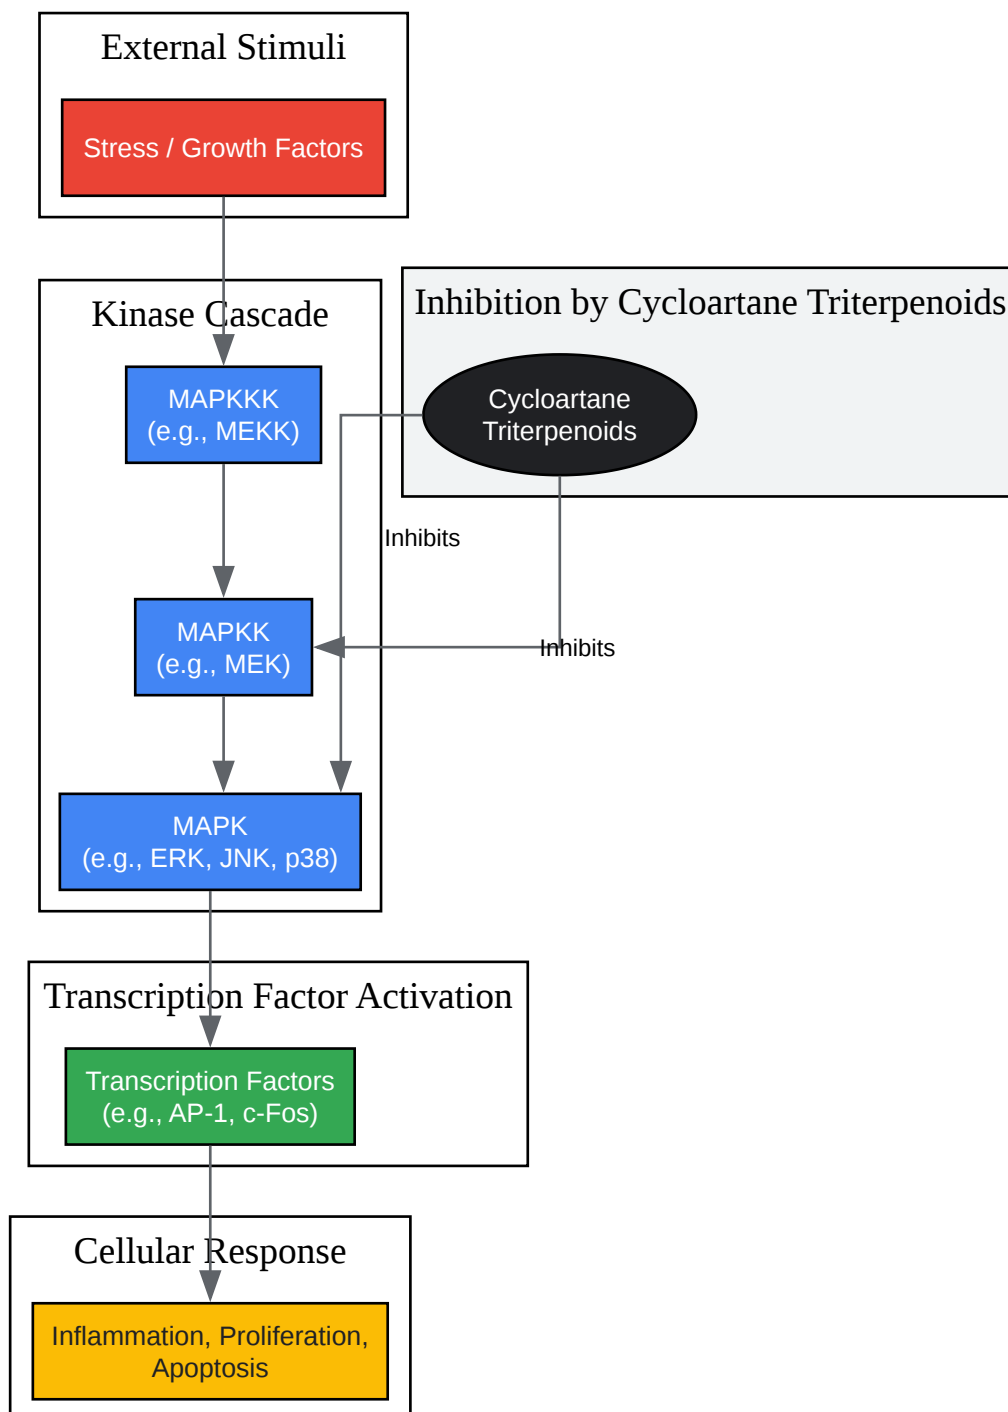 External Stimuli
Stress / Growth Factors
Kinase Cascade
Inhibition by Cycloartane Triterpenoids
MAPKKK
(e.g., MEKK)
Cycloartane
Triterpenoids
Inhibits
MAPKK
(e.g., MEK)
Inhibits
MAPK
(e.g., ERK, JNK, p38)
Transcription Factor Activation
Transcription Factors
(e.g., AP-1, c-Fos)
Cellular Response
Inflammation, Proliferation,
Apoptosis